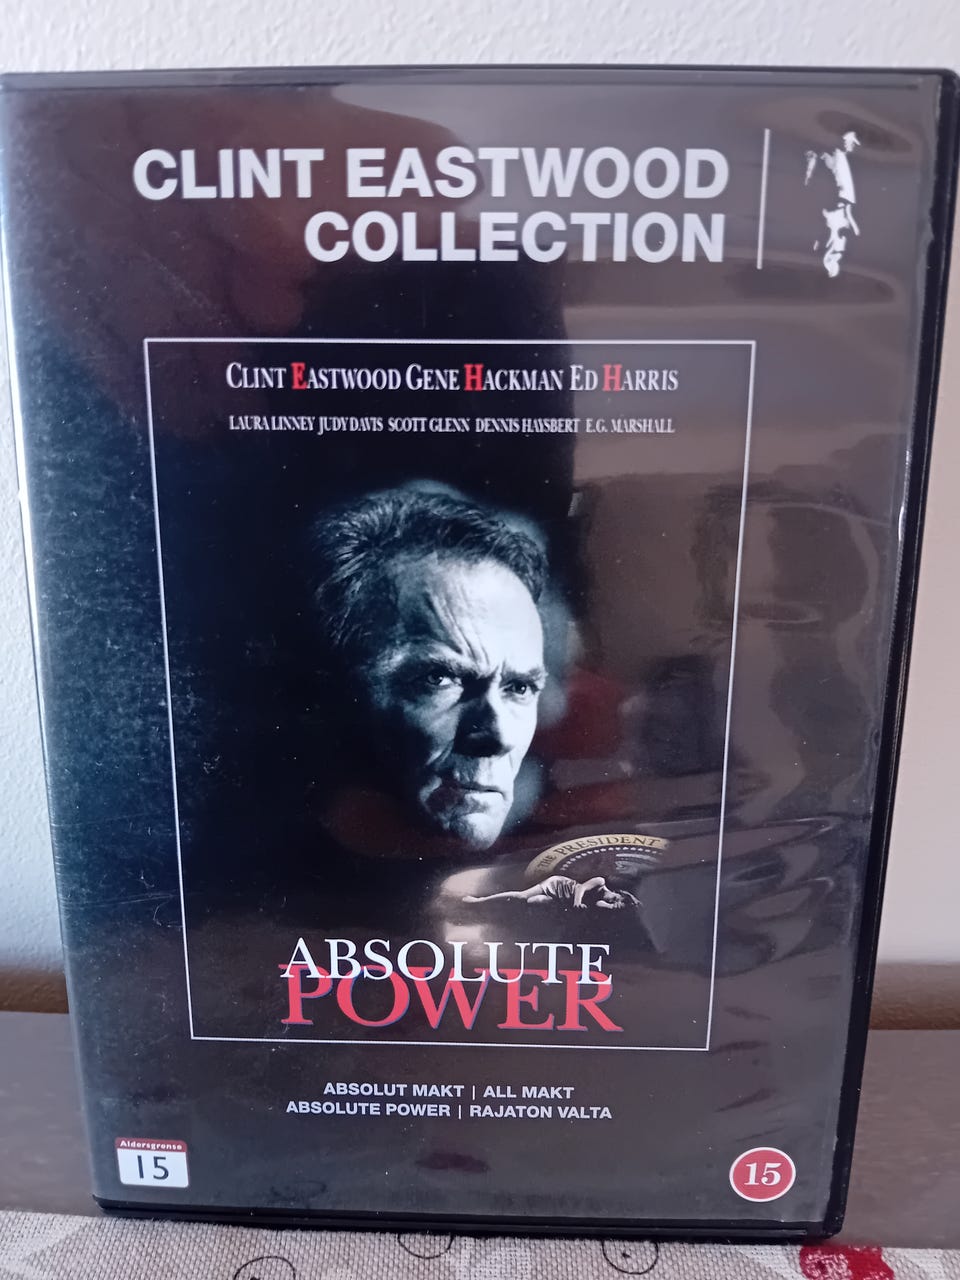 CLINT EASTWOOD
COLLECTION
CLINT EASTWOOD GENE HACKMAN ED HARRIS
LAURA LINNEY JUDY DAVIS SCOTT GLENN DENNIS HAYSBERT E.G. MARSHALL
THE PRESIDENT
ABSOLUTE
POWER
ABSOLUT MAKT | ALL MAKT
ABSOLUTE POWER | RAJATON VALTA
Aldersgrense
15
15